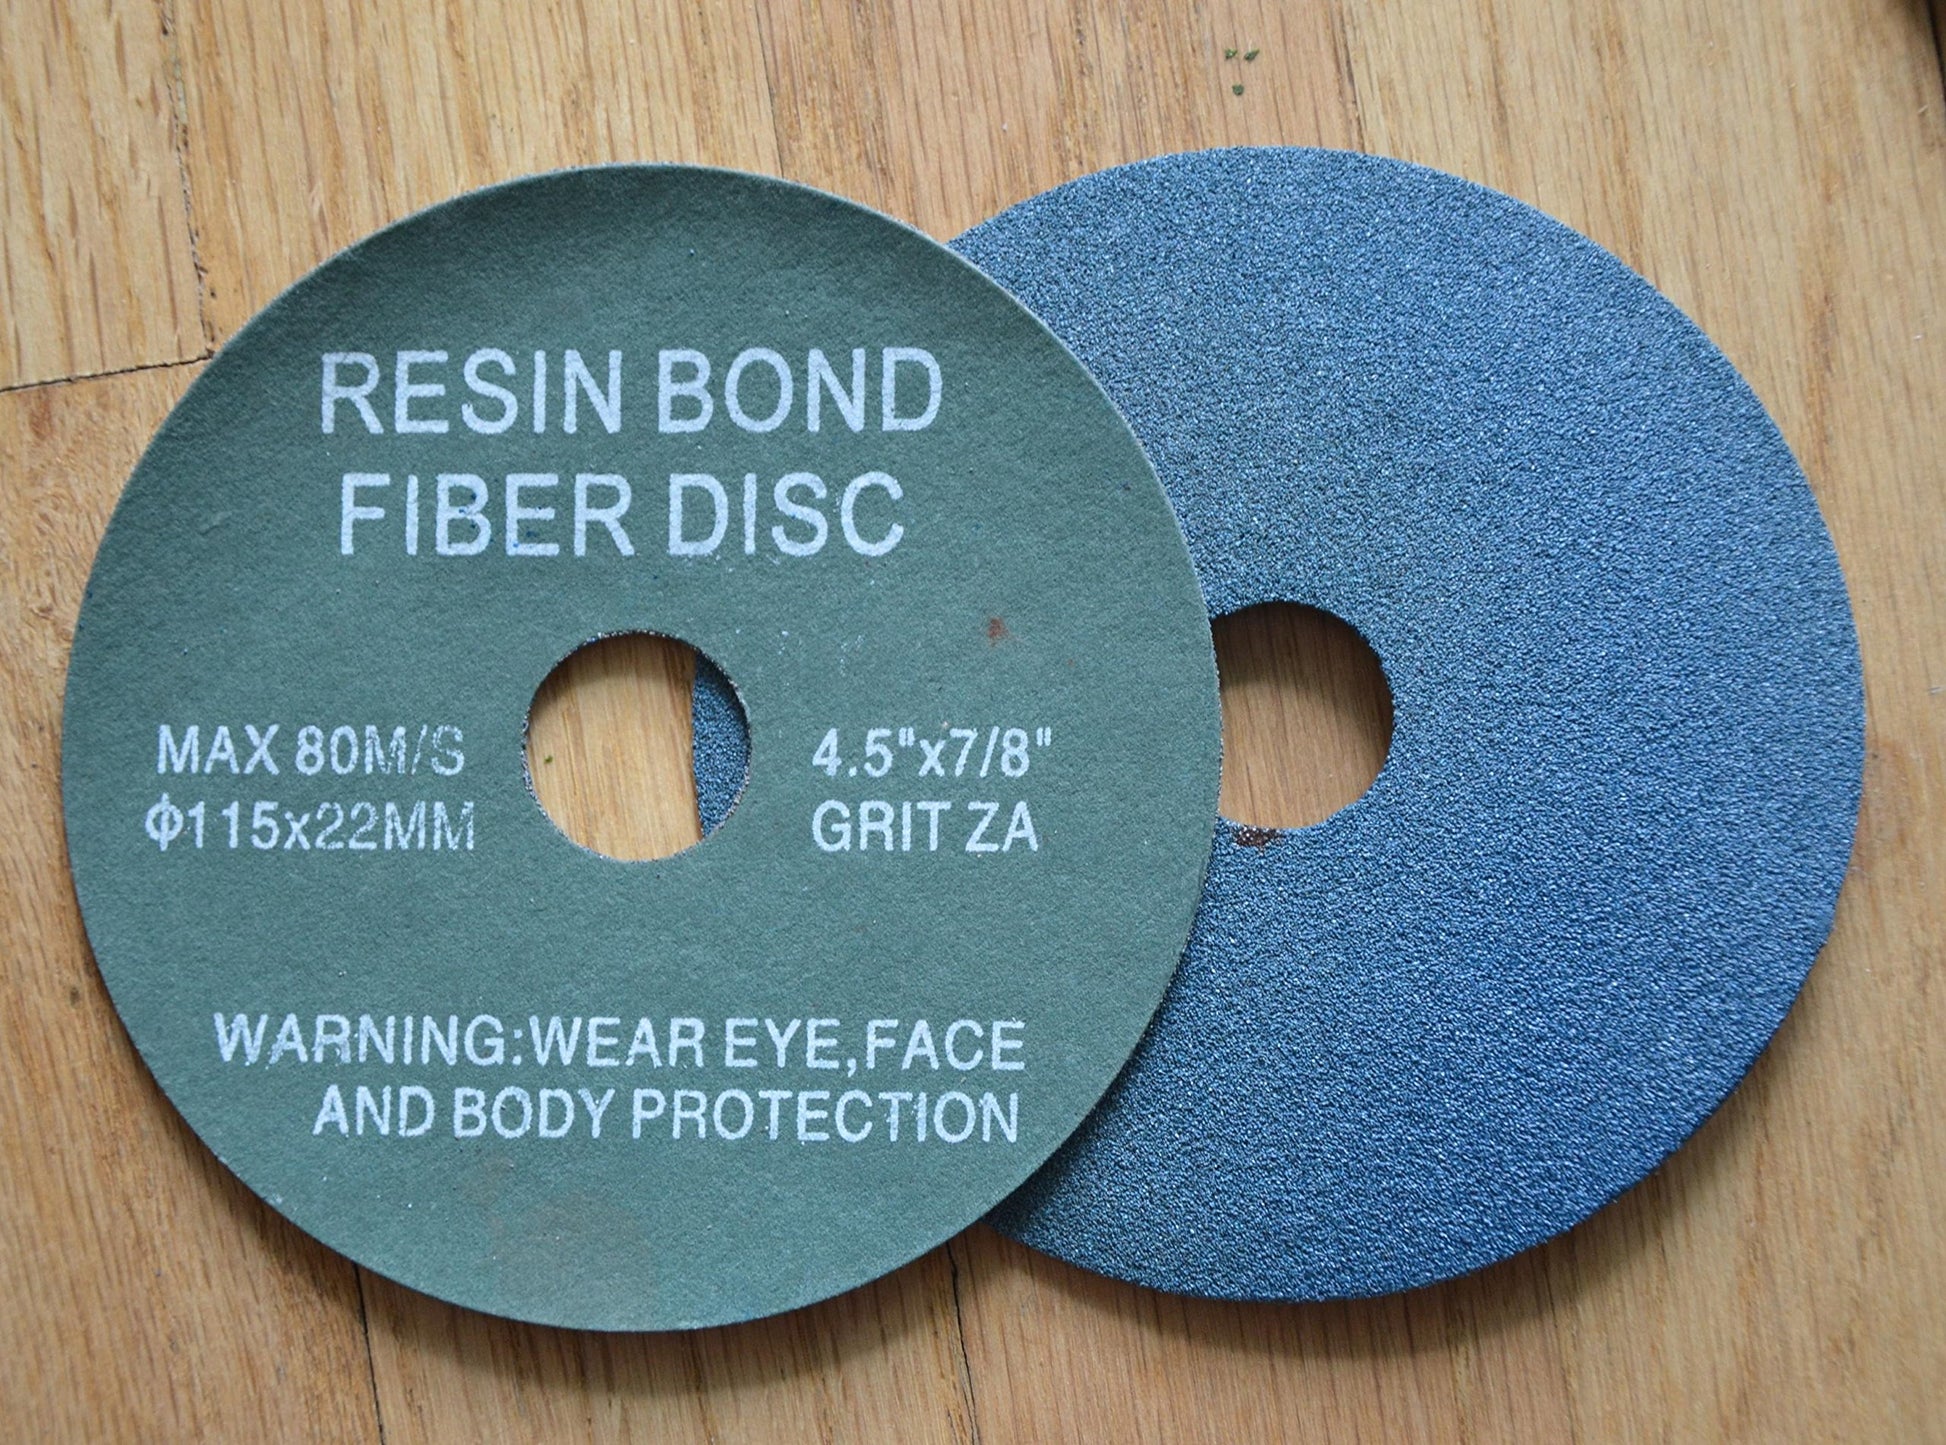 RESIN BOND
FIBER DISC
MAX 80M/S
Φ115x22MM
4.5"x7/8"
GRIT ZA
WARNING:WEAR EYE,FACE
AND BODY PROTECTION